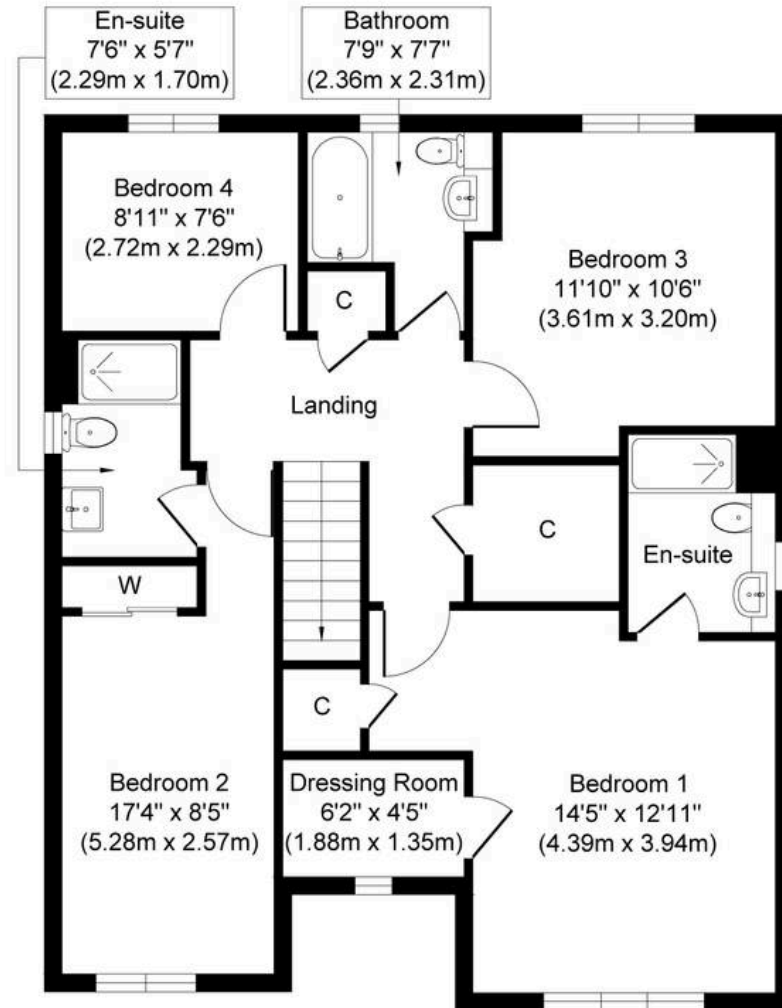 En-suite
7'6" x 5'7"
(2.29m x 1.70m)
Bathroom
7'9" x 7'7"
(2.36m x 2.31m)
Bedroom 4
8'11" x 7'6"
(2.72m x 2.29m)
C
Bedroom 3
11'10" x 10'6"
(3.61m x 3.20m)
Landing
C
En-suite
W
C
Bedroom 2
17'4" x 8'5"
(5.28m x 2.57m)
Dressing Room
6'2" x 4'5"
(1.88m x 1.35m)
Bedroom 1
14'5" x 12'11"
(4.39m x 3.94m)